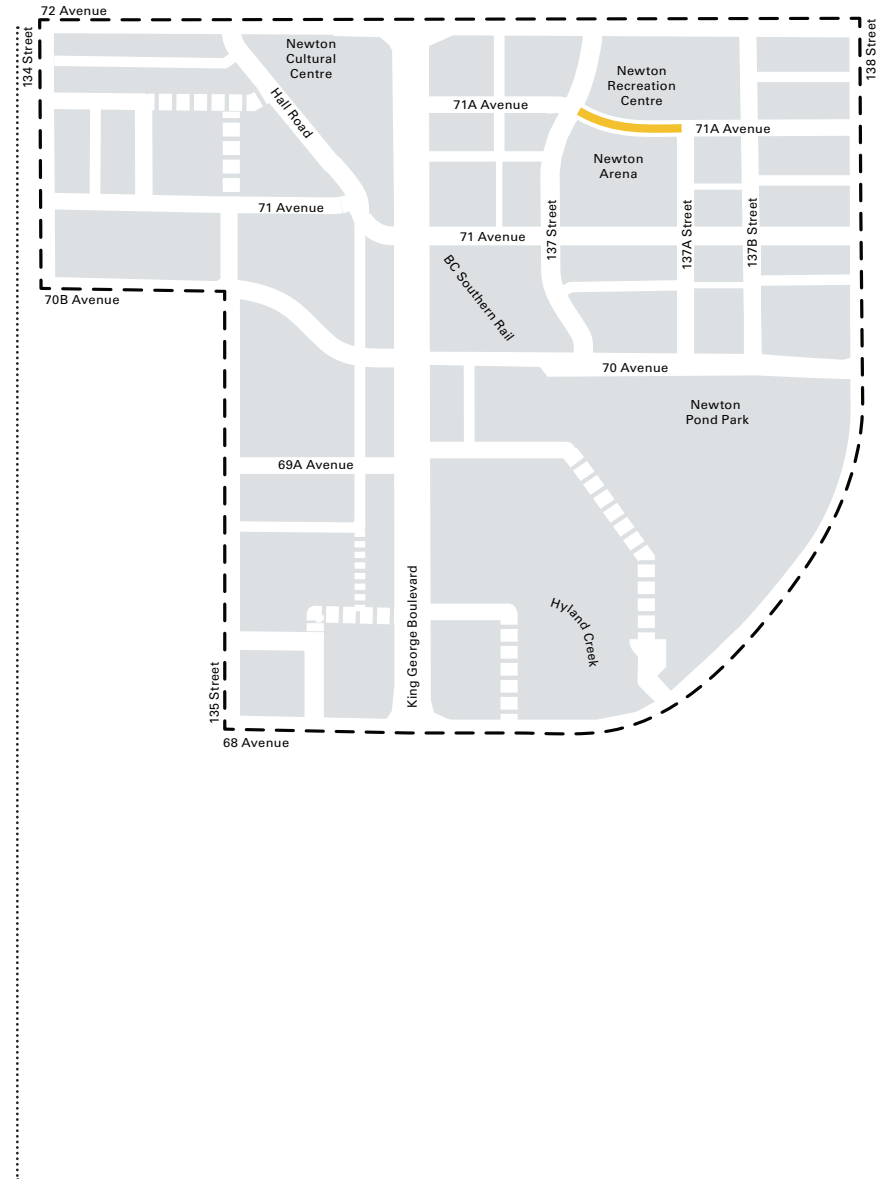 72 Avenue
134 Street
138 Street
Newton
Cultural
Centre
Hall Road
Newton
Recreation
Centre
71A Avenue
71A Avenue
Newton
Arena
71 Avenue
71 Avenue
137 Street
137A Street
137B Street
BC Southern Rail
70B Avenue
70 Avenue
Newton
Pond Park
69A Avenue
King George Boulevard
Hyland Creek
135 Street
68 Avenue